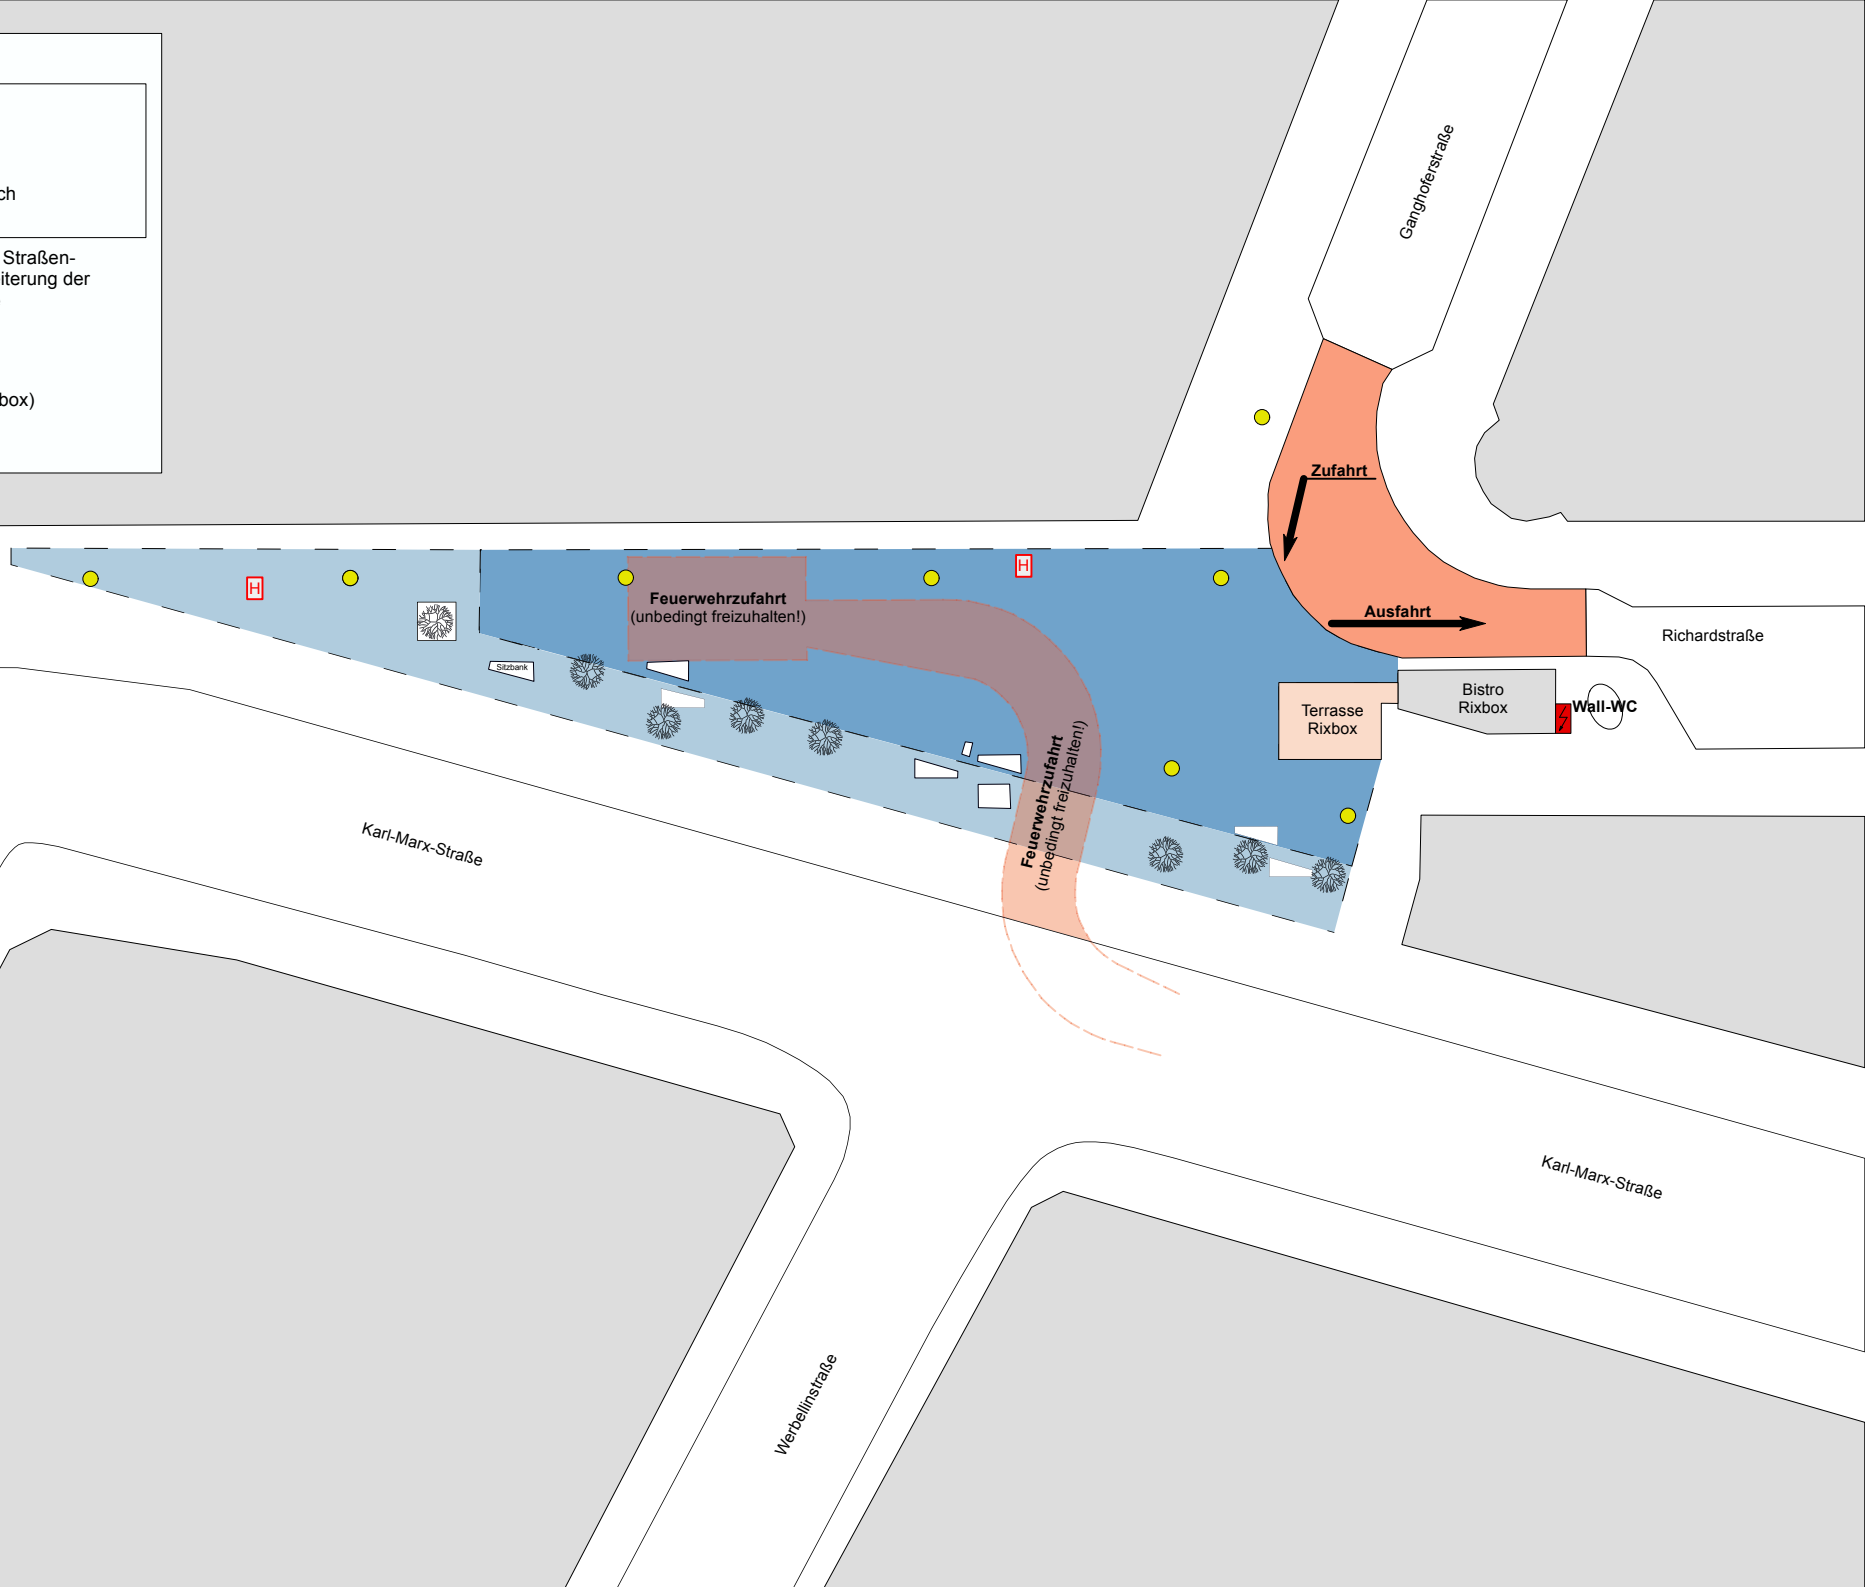 ch
Straßen-
iterung der
box)
Ganghoferstraße
Zufahrt
Ausfahrt
H
H
Feuerwehrzufahrt
(unbedingt freizuhalten!)
Richardstraße
Sitzbank
Bistro
Rixbox
Wall-WC
Terrasse
Rixbox
Feuerwehrzufahrt
(unbedingt freizuhalten!)
Karl-Marx-Straße
Karl-Marx-Straße
Werbellinstraße